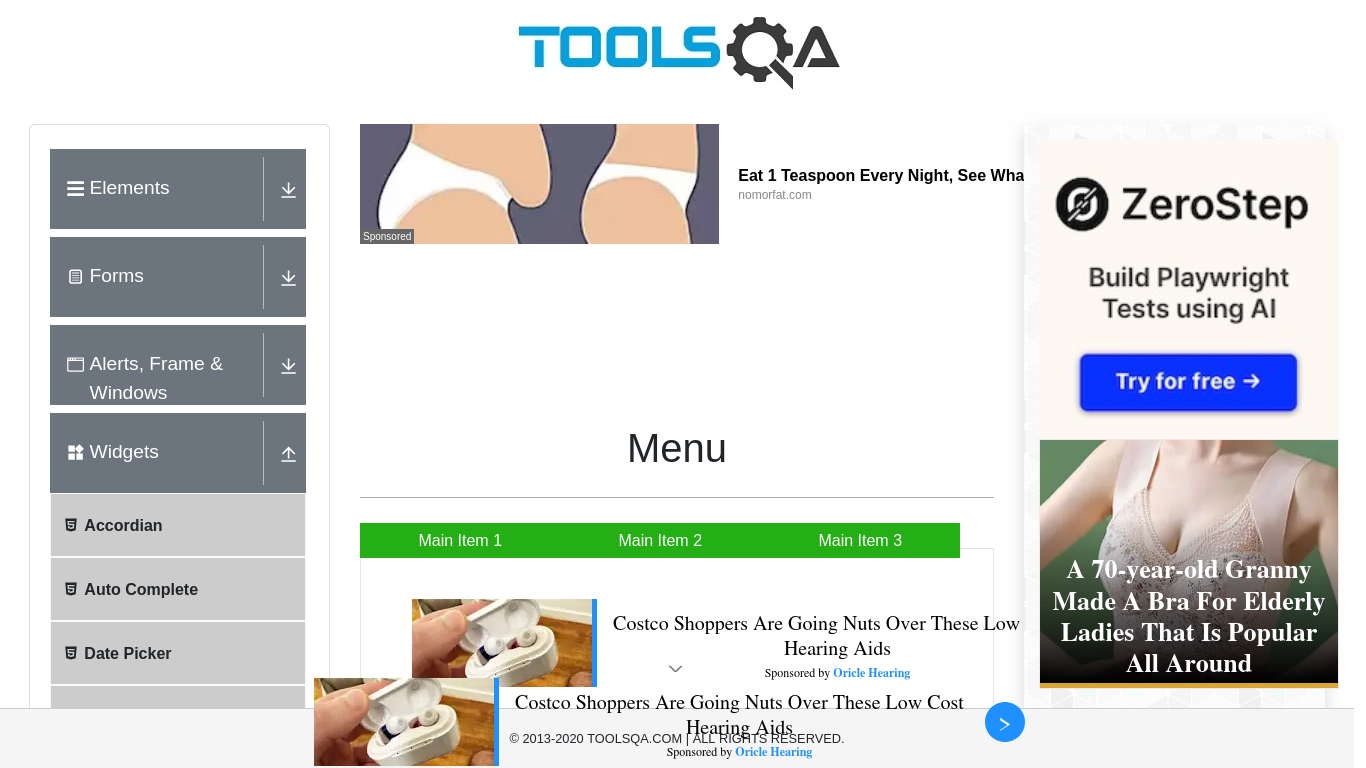 TOOLSQA
Elements
Forms
Alerts, Frame &
Windows
Widgets
Accordian
Auto Complete
Date Picker
Sponsored
Eat 1 Teaspoon Every Night, See Wha
nomorfat.com
Menu
Main Item 1
Main Item 2
Main Item 3
Costco Shoppers Are Going Nuts Over These Low
Hearing Aids
Sponsored by Oricle Hearing
Costco Shoppers Are Going Nuts Over These Low Cost
Hearing Aids
Sponsored by Oricle Hearing
© 2013-2020 TOOLSQA.COM | ALL RIGHTS RESERVED.
ZeroStep
Build Playwright
Tests using AI
Try for free →
A 70-year-old Granny
Made A Bra For Elderly
Ladies That Is Popular
All Around